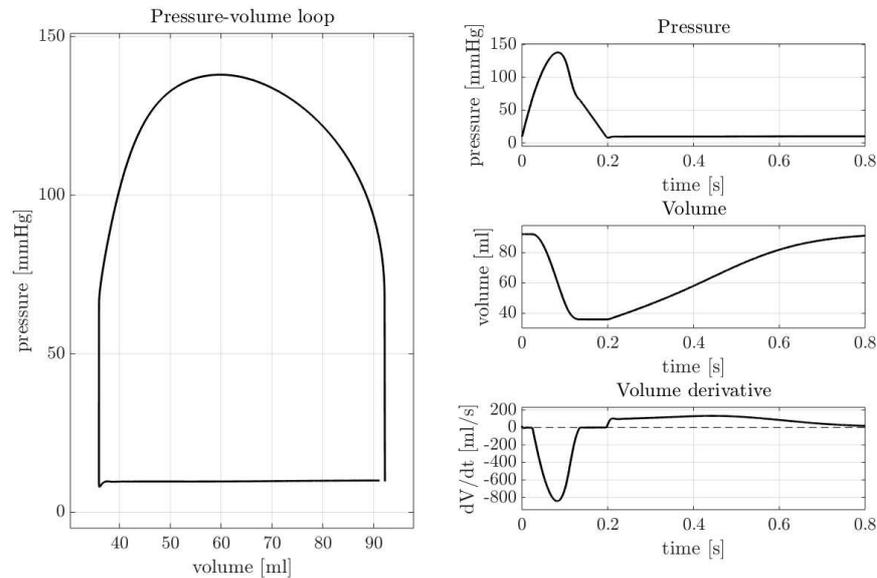 Pressure-volume loop
150
100
50
0
pressure [mmHg]
40 50 60 70 80 90
volume [ml]
Pressure
150
100
50
0
pressure [mmHg]
0 0.2 0.4 0.6 0.8
time [s]
Volume
80
60
40
volume [ml]
0 0.2 0.4 0.6 0.8
time [s]
Volume derivative
200
0
-200
-400
-600
-800
dV/dt [ml/s]
0 0.2 0.4 0.6 0.8
time [s]